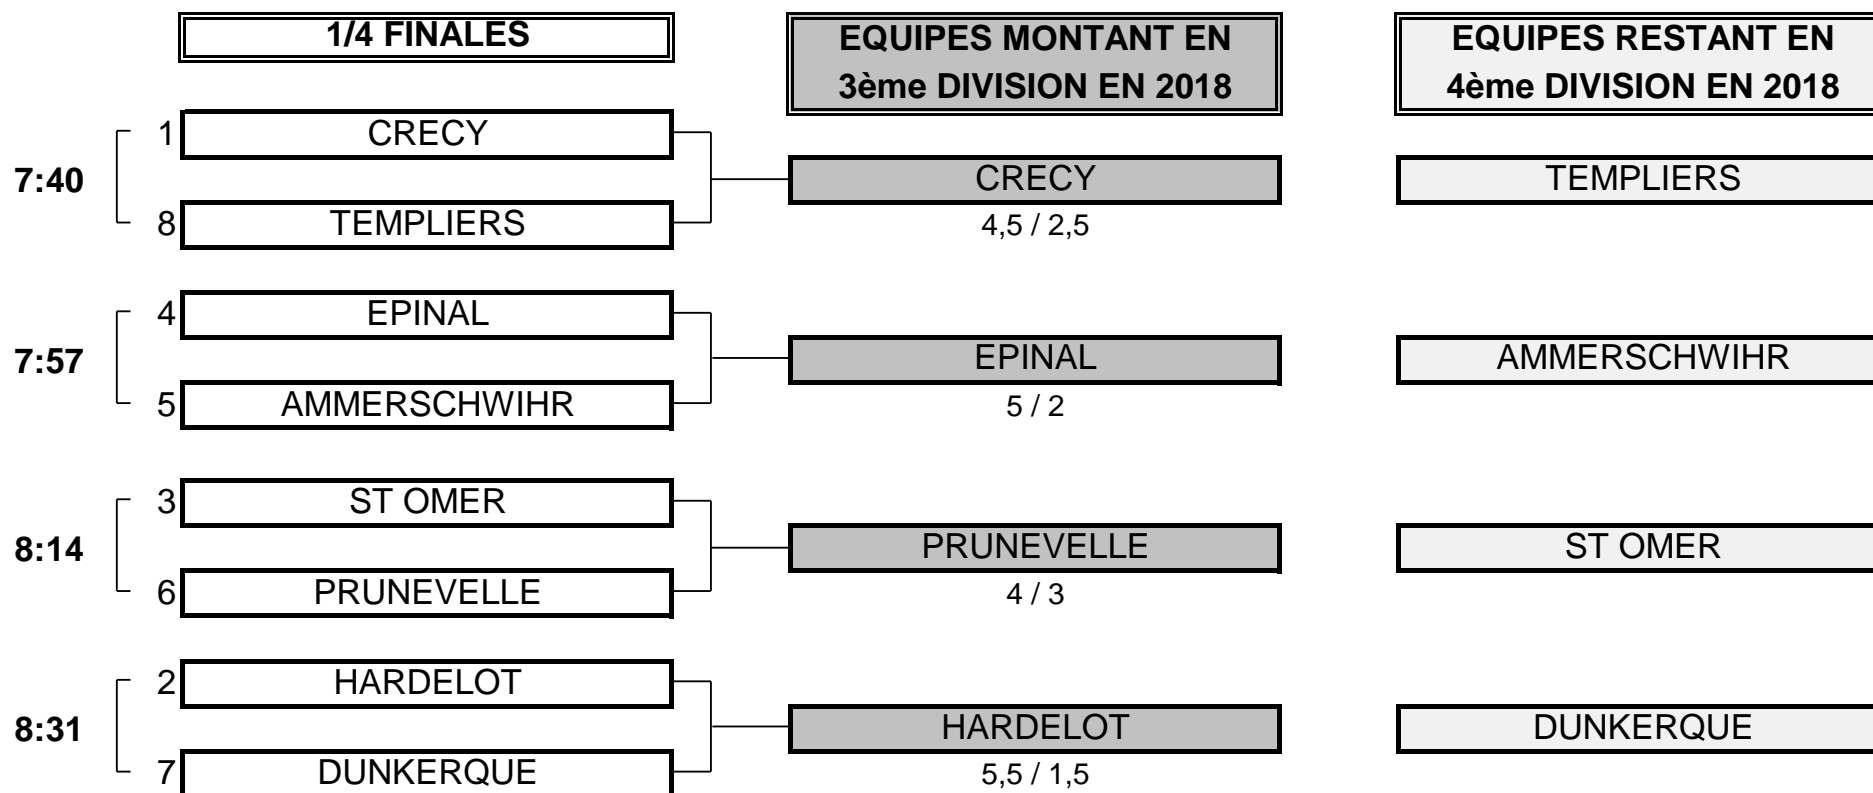 1/4 FINALES
EQUIPES MONTANT EN
3ème DIVISION EN 2018
EQUIPES RESTANT EN
4ème DIVISION EN 2018
1 CRECY
7:40
CRECY
TEMPLIERS
8 TEMPLIERS
4,5 / 2,5
4 EPINAL
7:57
EPINAL
AMMERSCHWIHR
5 AMMERSCHWIHR
5 / 2
3 ST OMER
8:14
PRUNEVELLE
ST OMER
6 PRUNEVELLE
4 / 3
2 HARDELOT
8:31
HARDELOT
DUNKERQUE
7 DUNKERQUE
5,5 / 1,5